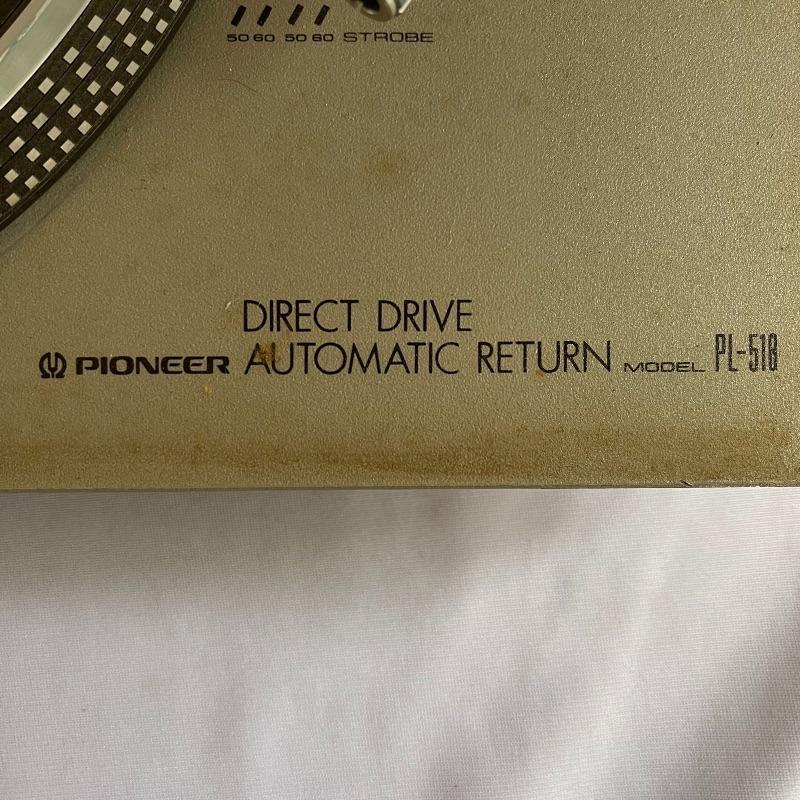 50 60 50 60 STROBE
DIRECT DRIVE
PIONEER AUTOMATIC RETURN MODEL PL-518